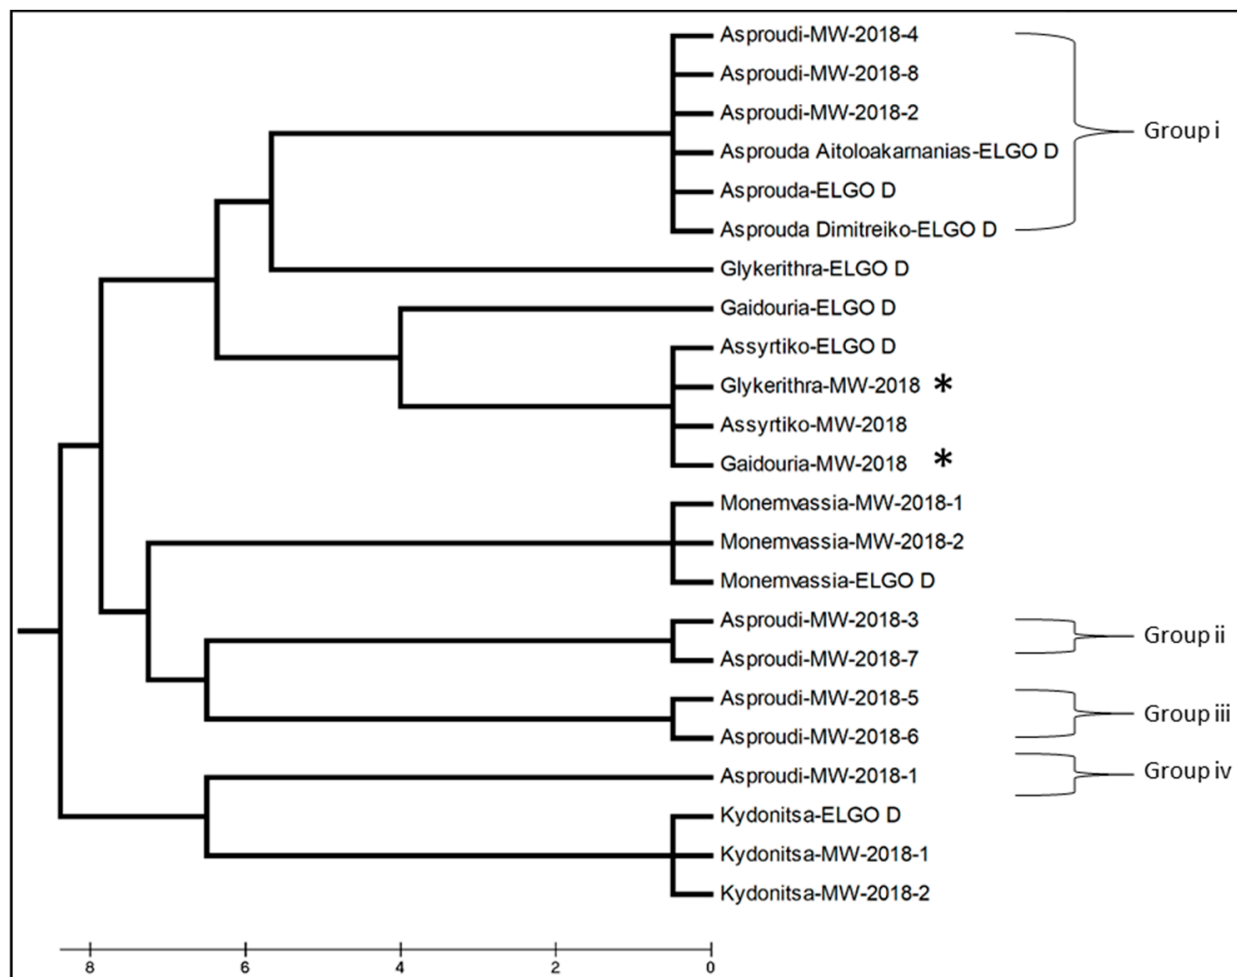 Asproudi-MW-2018-4
Asproudi-MW-2018-8
Asproudi-MW-2018-2
Group i
Asprouda Aitoloakarnanias-ELGO D
Asprouda-ELGO D
Asprouda Dimitreiko-ELGO D
Glykerithra-ELGO D
Gaidouria-ELGO D
Assyrtiko-ELGO D
Glykerithra-MW-2018 *
Assyrtiko-MW-2018
Gaidouria-MW-2018 *
Monemvassia-MW-2018-1
Monemvassia-MW-2018-2
Monemvassia-ELGO D
Asproudi-MW-2018-3
Group ii
Asproudi-MW-2018-7
Asproudi-MW-2018-5
Group iii
Asproudi-MW-2018-6
Asproudi-MW-2018-1
Group iv
Kydonitsa-ELGO D
Kydonitsa-MW-2018-1
Kydonitsa-MW-2018-2
8 6 4 2 0